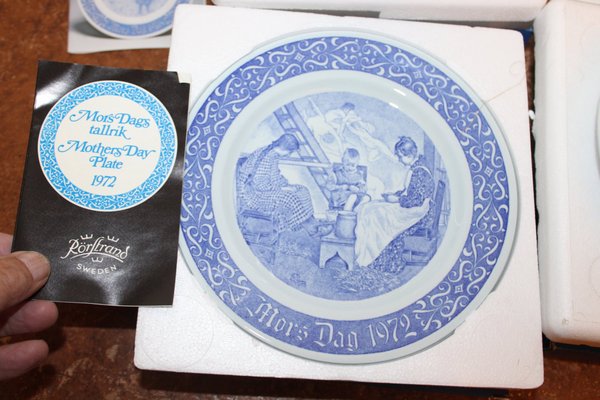 Mors Dags
tallrik
Mothers Day
Plate
1972
Rörstrand
SWEDEN
Mors Dag 1972